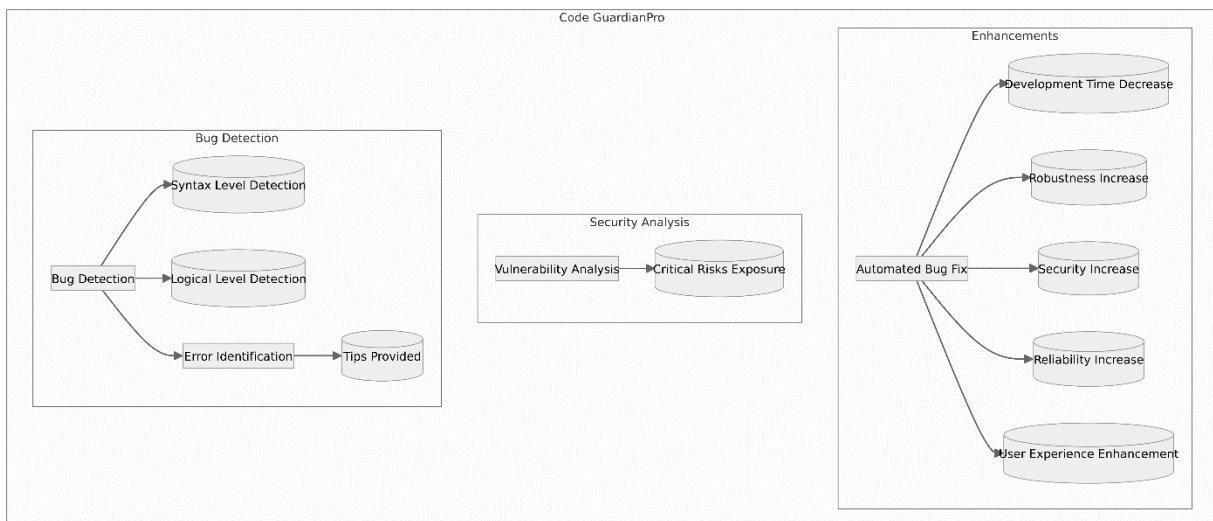 Code GuardianPro
Bug Detection
Syntax Level Detection
Bug Detection
Logical Level Detection
Error Identification
Tips Provided
Security Analysis
Vulnerability Analysis
Critical Risks Exposure
Enhancements
Development Time Decrease
Robustness Increase
Automated Bug Fix
Security Increase
Reliability Increase
User Experience Enhancement